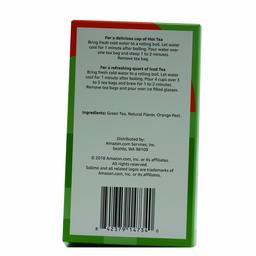 For a delicious cup of Hot Tea
Bring fresh cold water to a rolling boil. Let water
cool for 1 minute after boiling. Pour water over
one tea bag and steep 1 to 2 minutes.
Remove tea bag.
For a refreshing quart of Iced Tea
Bring fresh cold water to a rolling boil. Let water
cool for 1 minute after boiling. Pour 4 cups over 3
to 5 tea bags and brew for 1 to 2 minutes.
Remove tea bags and pour over ice filled glasses.
Ingredients: Green Tea, Natural Flavor, Orange Peel.
Distributed by:
Amazon.com Services, Inc.
Seattle, WA 98109
© 2018 Amazon.com, Inc. or its affiliates
Solimo and all related logos are trademarks of
Amazon.com, Inc. or its affiliates.
8 42379 14734 0